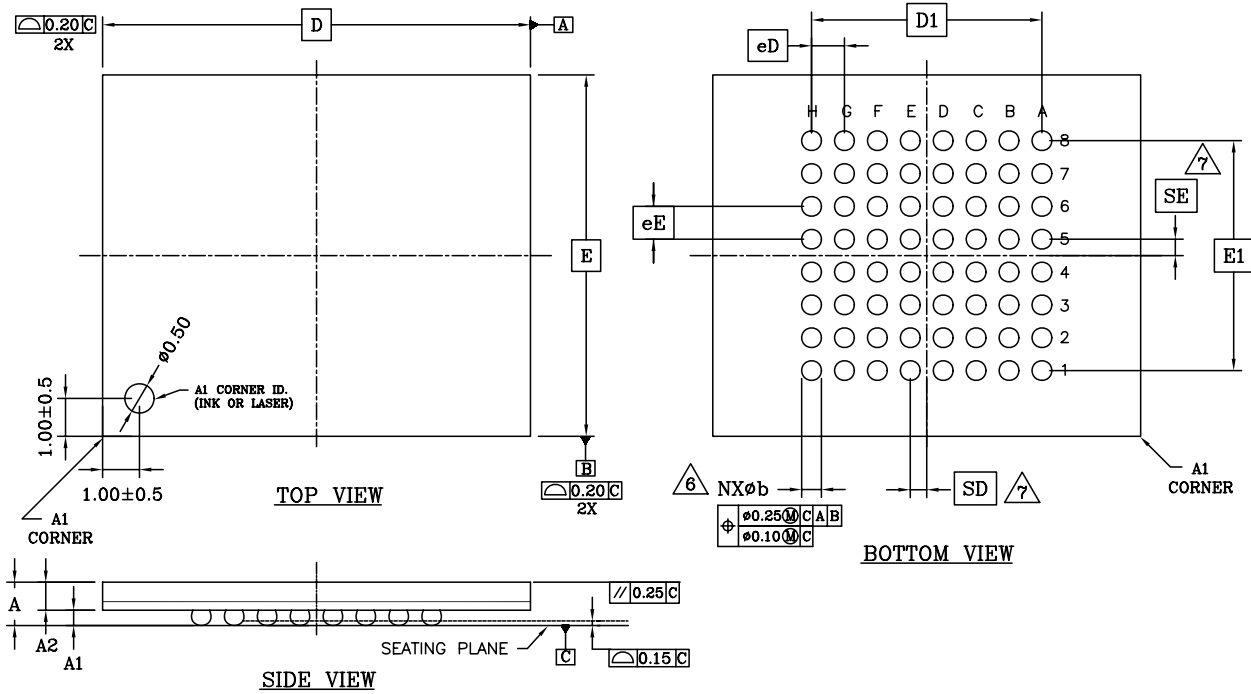 ⌓ 0.20 C
2X
D
A
E
ø0.50
A1 CORNER ID.
(INK OR LASER)
1.00±0.5
1.00±0.5
A1
CORNER
TOP VIEW
B
⌓ 0.20 C
2X
D1
eD
H G F E D C B A
8
7
6
5
4
3
2
1
7
SE
eE
E1
6
NXøb
⌖ ø0.25Ⓜ C A B
ø0.10Ⓜ C
SD
7
A1
CORNER
BOTTOM VIEW
A
A2
A1
// 0.25 C
SEATING PLANE
C
⌓ 0.15 C
SIDE VIEW